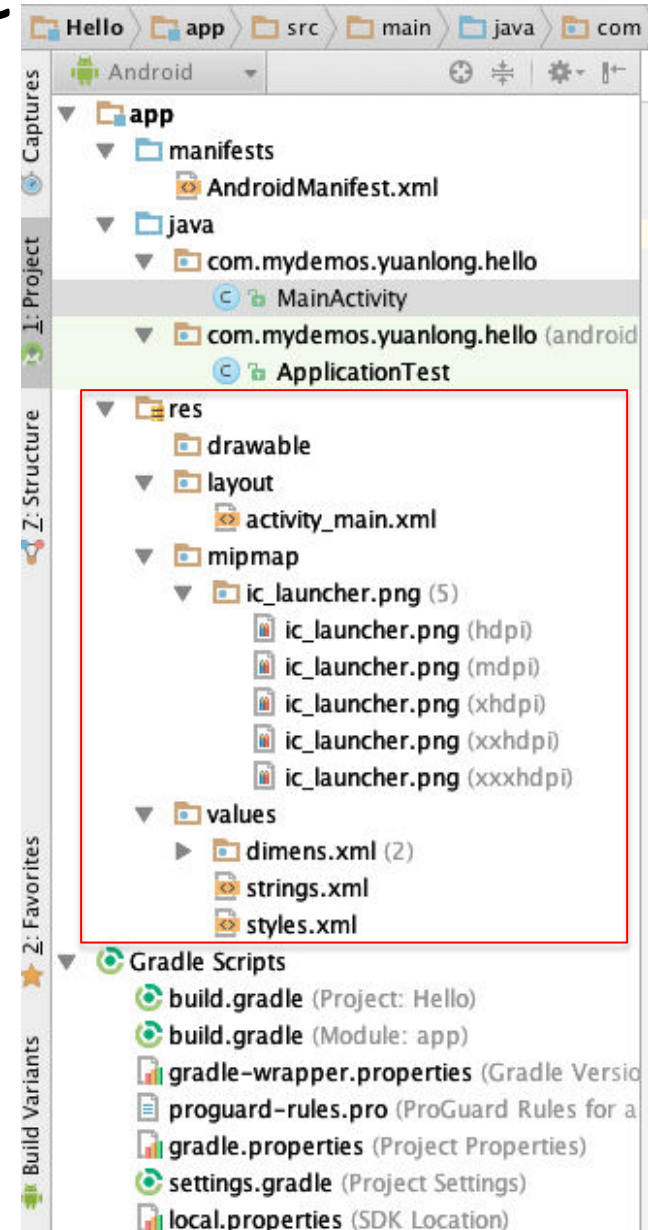 Hello app src main java com
Android
app
manifests
AndroidManifest.xml
java
com.mydemos.yuanlong.hello
C MainActivity
com.mydemos.yuanlong.hello (android
C ApplicationTest
res
drawable
layout
activity_main.xml
mipmap
ic_launcher.png (5)
ic_launcher.png (hdpi)
ic_launcher.png (mdpi)
ic_launcher.png (xhdpi)
ic_launcher.png (xxhdpi)
ic_launcher.png (xxxhdpi)
values
dimens.xml (2)
strings.xml
styles.xml
Gradle Scripts
build.gradle (Project: Hello)
build.gradle (Module: app)
gradle-wrapper.properties (Gradle Versio
proguard-rules.pro (ProGuard Rules for a
gradle.properties (Project Properties)
settings.gradle (Project Settings)
local.properties (SDK Location)
Captures
1: Project
7: Structure
2: Favorites
Build Variants